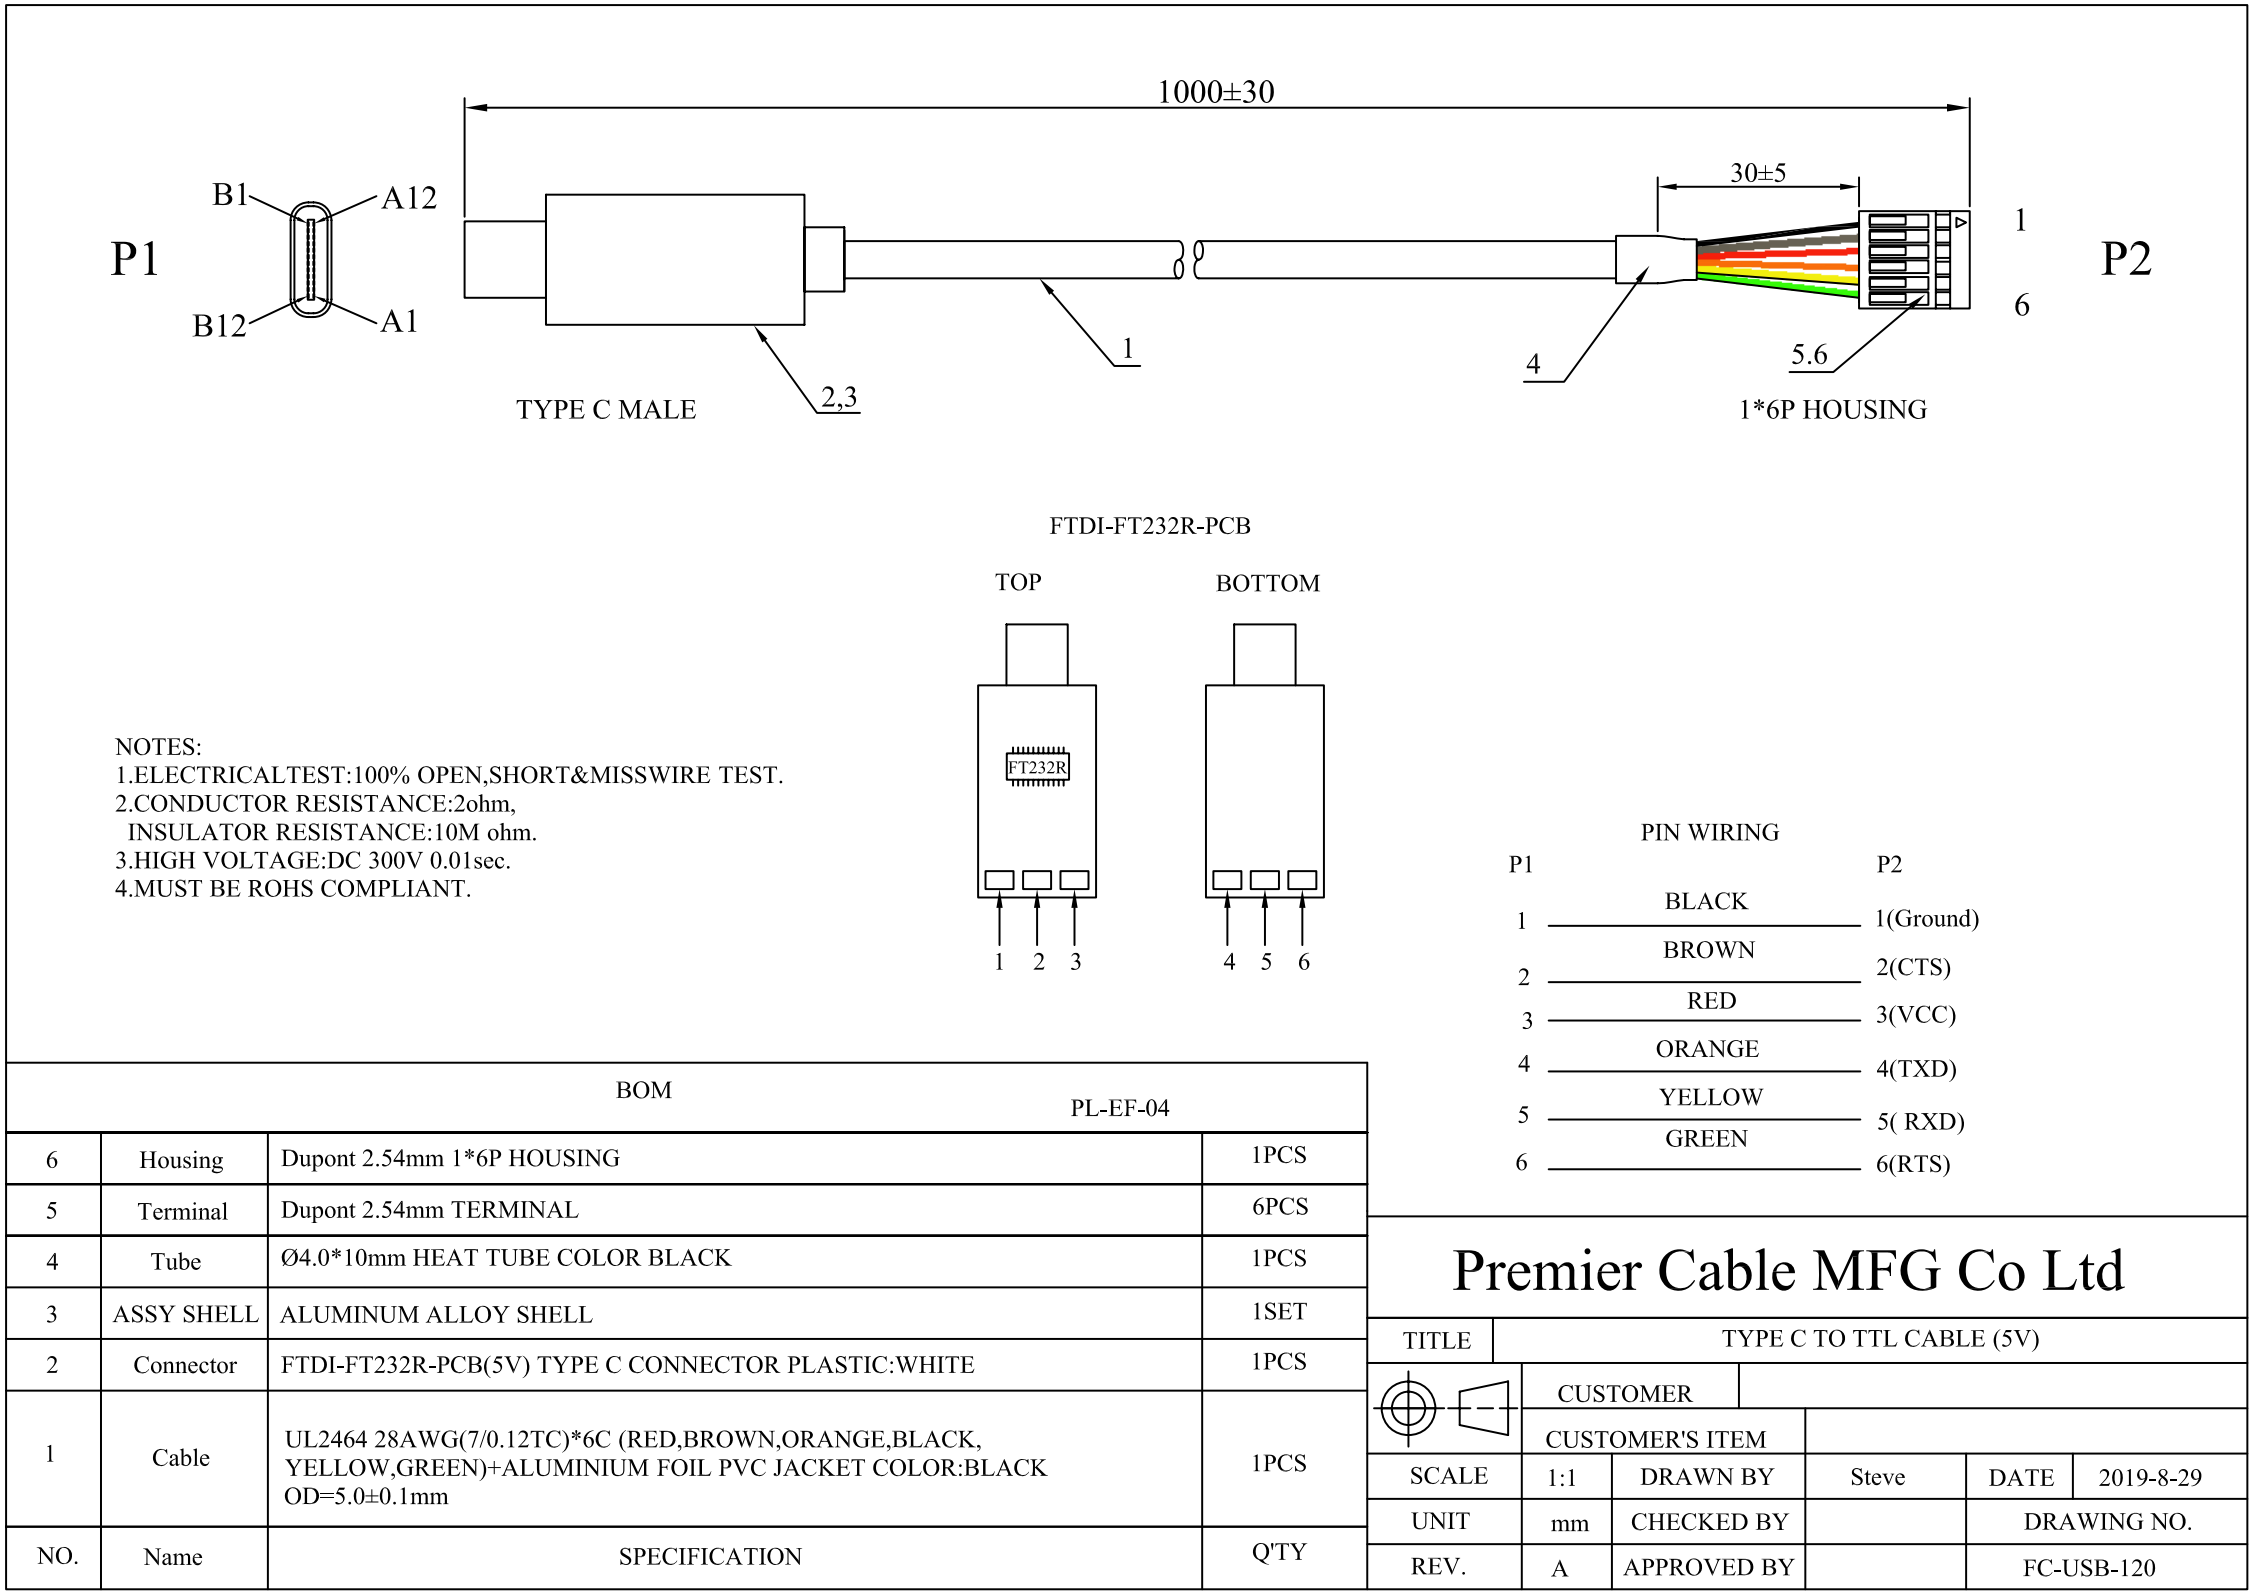 1000±30
30±5
B1
A12
P1
B12
A1
1
6
P2
1
2,3
4
5.6
TYPE C MALE
1*6P HOUSING
FTDI-FT232R-PCB
TOP
BOTTOM
FT232R
1 2 3
4 5 6
NOTES:
1.ELECTRICALTEST:100% OPEN,SHORT&MISSWIRE TEST.
2.CONDUCTOR RESISTANCE:2ohm,
INSULATOR RESISTANCE:10M ohm.
3.HIGH VOLTAGE:DC 300V 0.01sec.
4.MUST BE ROHS COMPLIANT.
PIN WIRING
P1 P2
1 BLACK 1(Ground)
2 BROWN 2(CTS)
3 RED 3(VCC)
4 ORANGE 4(TXD)
5 YELLOW 5( RXD)
6 GREEN 6(RTS)
BOM
PL-EF-04
6 Housing Dupont 2.54mm 1*6P HOUSING 1PCS
5 Terminal Dupont 2.54mm TERMINAL 6PCS
4 Tube Ø4.0*10mm HEAT TUBE COLOR BLACK 1PCS
3 ASSY SHELL ALUMINUM ALLOY SHELL 1SET
2 Connector FTDI-FT232R-PCB(5V) TYPE C CONNECTOR PLASTIC:WHITE 1PCS
1 Cable UL2464 28AWG(7/0.12TC)*6C (RED,BROWN,ORANGE,BLACK,
YELLOW,GREEN)+ALUMINIUM FOIL PVC JACKET COLOR:BLACK
OD=5.0±0.1mm 1PCS
NO. Name SPECIFICATION Q'TY
Premier Cable MFG Co Ltd
TITLE TYPE C TO TTL CABLE (5V)
CUSTOMER
CUSTOMER'S ITEM
SCALE 1:1 DRAWN BY Steve DATE 2019-8-29
UNIT mm CHECKED BY DRAWING NO.
REV. A APPROVED BY FC-USB-120